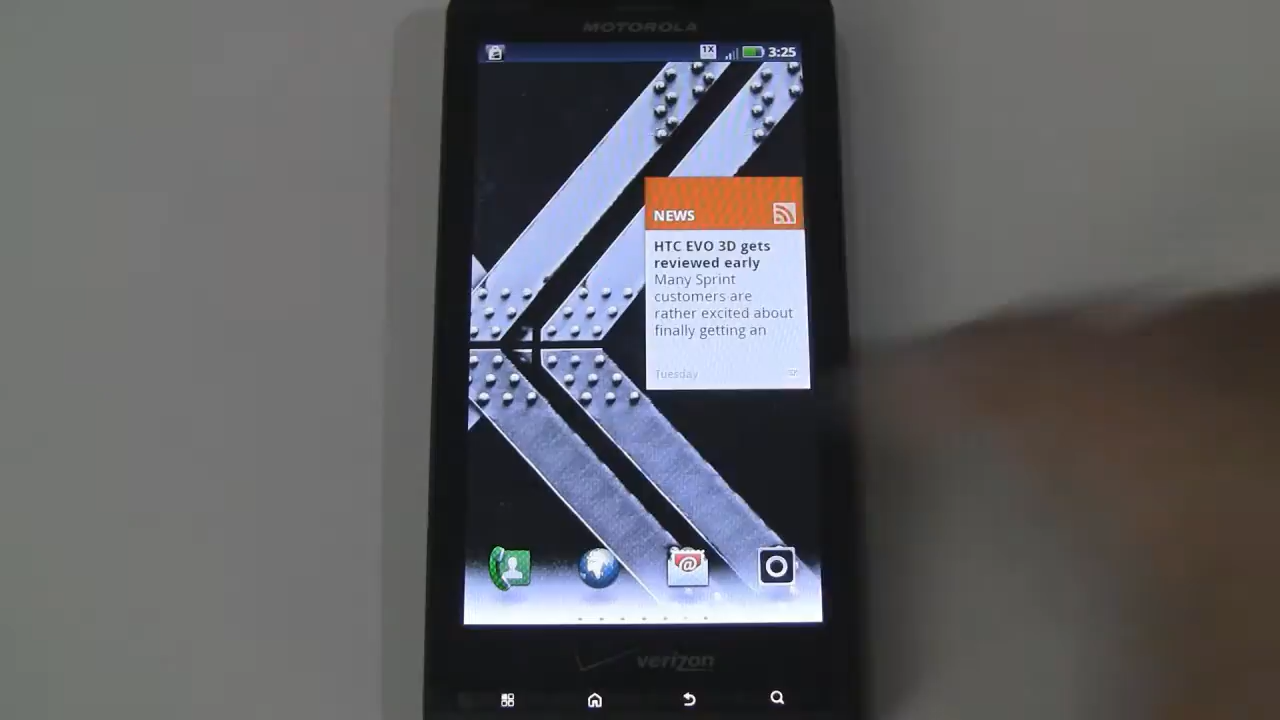 MOTOROLA
1X
3:25
NEWS
HTC EVO 3D gets
reviewed early
Many Sprint
customers are
rather excited about
finally getting an
Tuesday
@
verizon